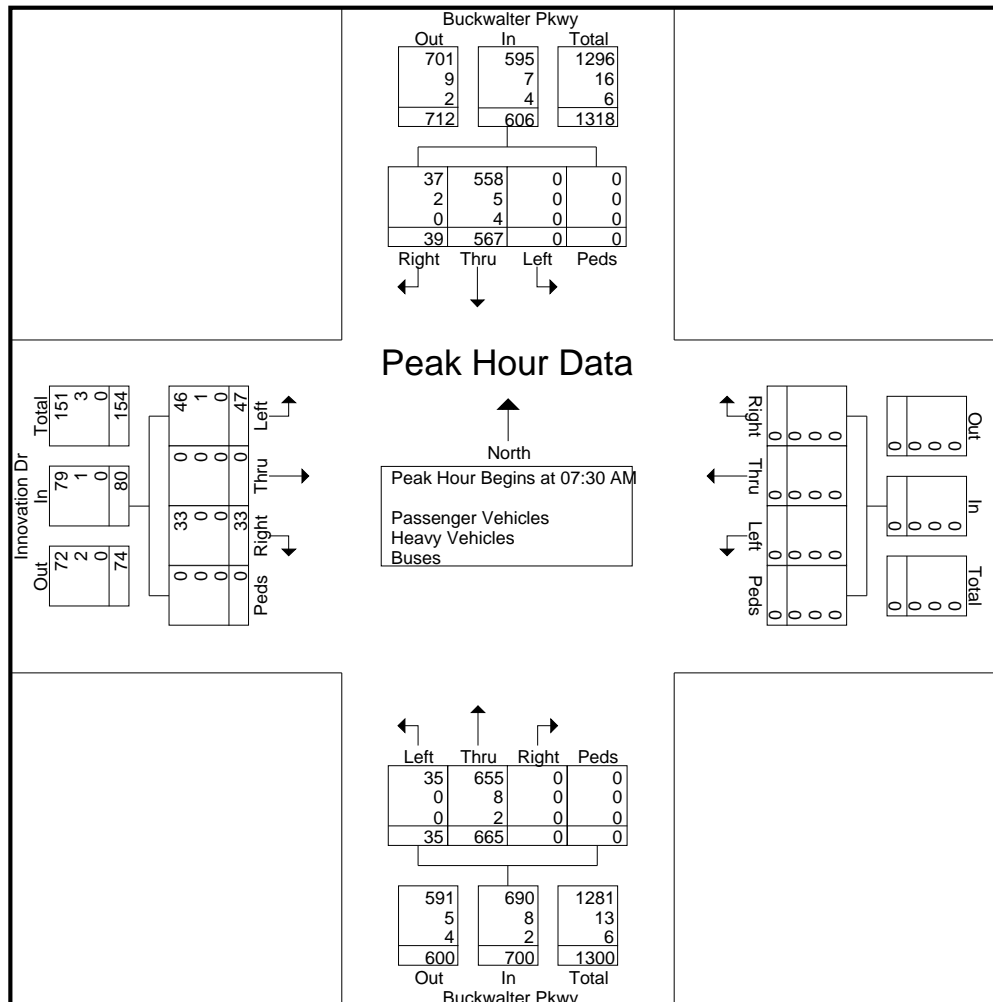 Buckwalter Pkwy
Out In Total
701 595 1296
9 7 16
2 4 6
712 606 1318
37 558 0 0
2 5 0 0
0 4 0 0
39 567 0 0
Right Thru Left Peds
Peak Hour Data
North
Peak Hour Begins at 07:30 AM
Passenger Vehicles
Heavy Vehicles
Buses
Innovation Dr
Out In Total
72 79 151
2 1 3
0 0 0
74 80 154
33 0 46
0 0 0 1
0 0 0 0
0 33 0 47
Peds Right Thru Left
Right Thru Left Peds
0 0 0 0
0 0 0 0
0 0 0 0
0 0 0 0
Out In Total
0 0 0
0 0 0
0 0 0
0 0 0
Left Thru Right Peds
35 655 0 0
0 8 0 0
0 2 0 0
35 665 0 0
591 690 1281
5 8 13
4 2 6
600 700 1300
Out In Total
Buckwalter Pkwy